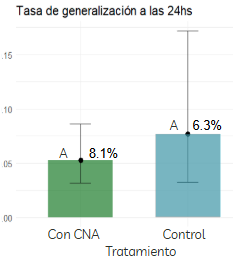 Tasa de generalización a las 24hs
.15
.10
A 6.3%
A 8.1%
.05
.00
Con CNA Control
Tratamiento